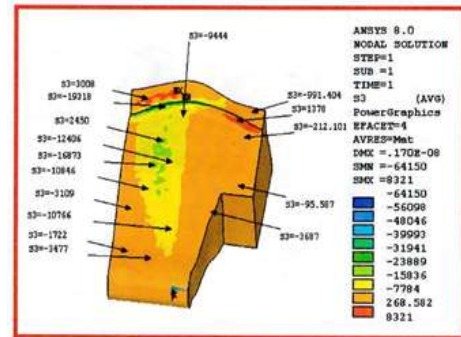 S3=-9444
S3=3008
S3=-19318
S3=2450
S3=-12406
S3=-16873
S3=-10846
S3=-3109
S3=-10766
S3=-1722
S3=-3477
S3=-991.404
S3=1378
S3=-212.101
S3=-95.587
S3=-3687
ANSYS 8.0
NODAL SOLUTION
STEP=1
SUB =1
TIME=1
S3 (AVG)
PowerGraphics
EFACET=4
AVRES=Mat
DMX =.170E-08
SMN =-64150
SMX =8321
-64150
-56098
-48046
-39993
-31941
-23889
-15836
-7784
268.582
8321